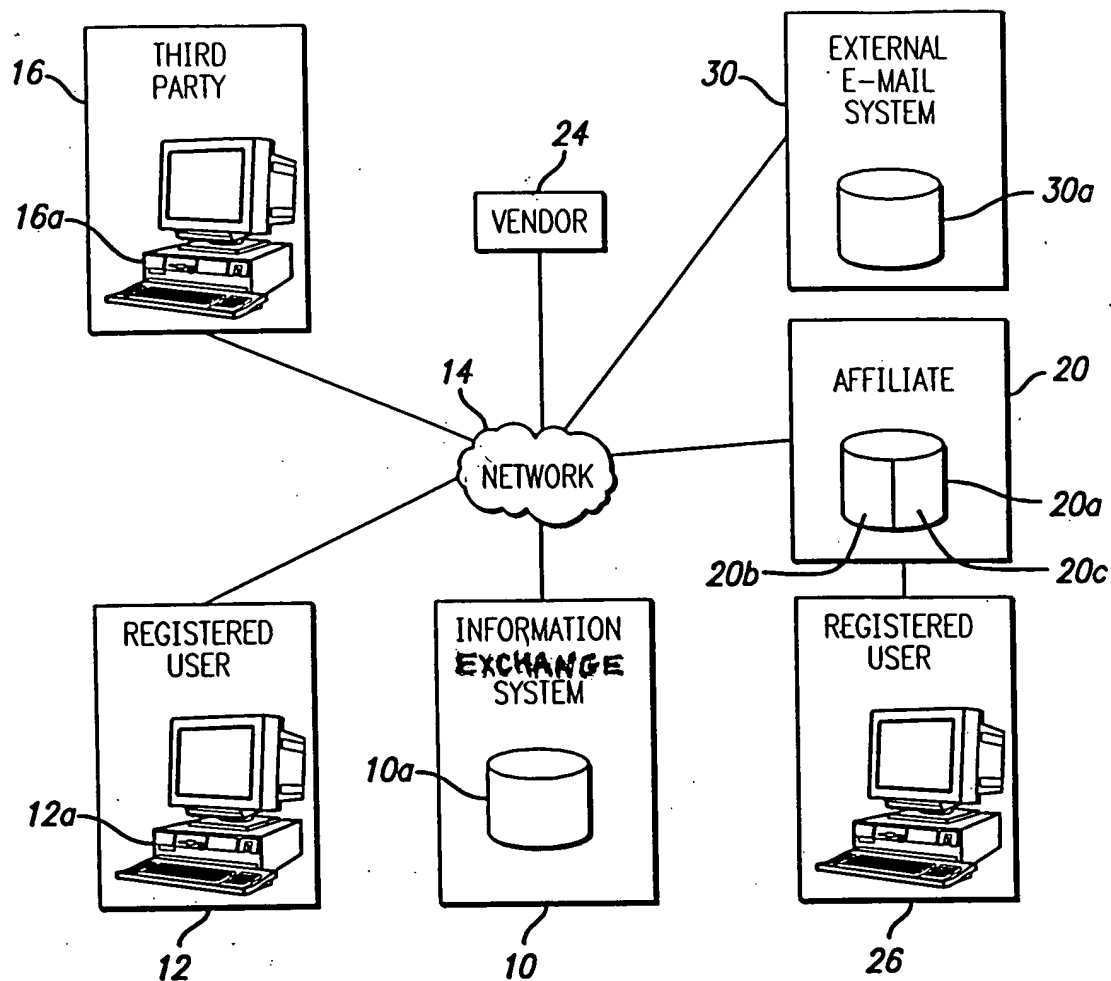 THIRD
PARTY
16
16a
24
VENDOR
30
EXTERNAL
E-MAIL
SYSTEM
30a
14
NETWORK
AFFILIATE
20
20a
20b
20c
REGISTERED
USER
12a
12
INFORMATION
EXCHANGE
SYSTEM
10a
10
REGISTERED
USER
26